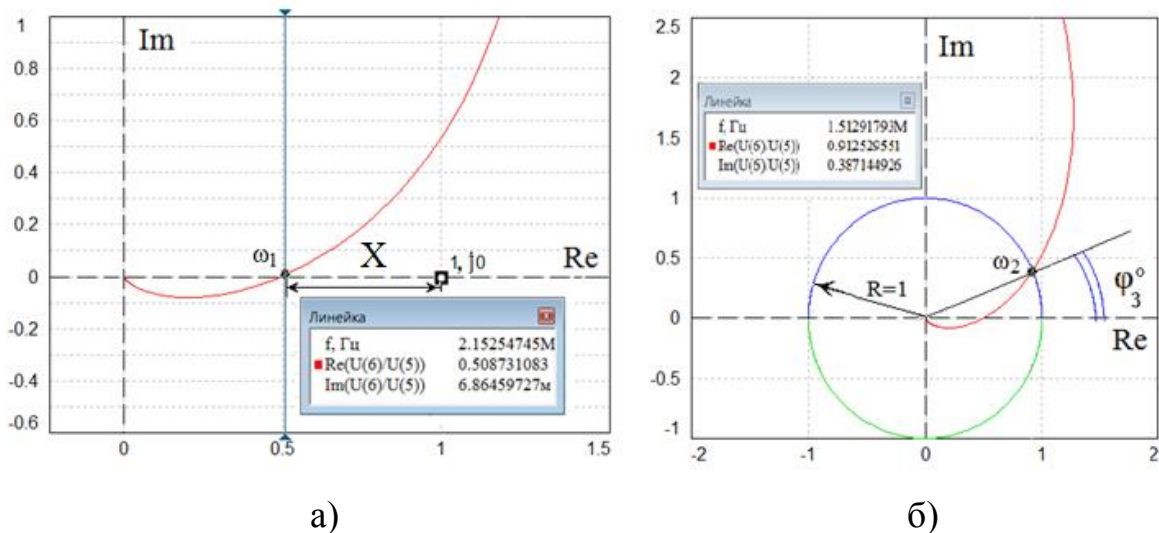 1
Im
0.8
0.6
0.4
0.2
0
-0.2
-0.4
-0.6
ω1
X
1, j0
Re
Линейка
f, Гц 2.15254745М
Re(U(6)/U(5)) 0.508731083
Im(U(6)/U(5)) 6.86459727м
0 0.5 1 1.5
а)
2.5
Im
2
1.5
1
0.5
0
-0.5
-1
Линейка
f, Гц 1.51291793М
Re(U(6)/U(5)) 0.912529551
Im(U(6)/U(5)) 0.387144926
ω2
R=1
φ°3
Re
-2 -1 0 1 2
б)